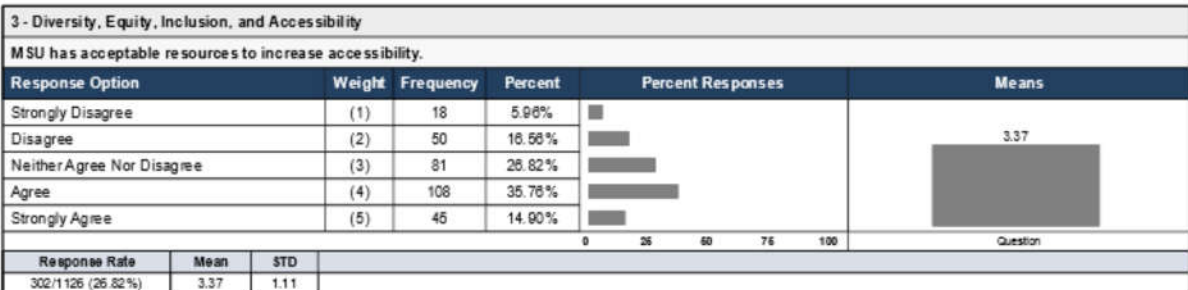 3 - Diversity, Equity, Inclusion, and Accessibility
MSU has acceptable resources to increase accessibility.
Response Option Weight Frequency Percent Percent Responses Means
Strongly Disagree (1) 18 5.96%
Disagree (2) 50 16.56%
3.37
Neither Agree Nor Disagree (3) 81 26.82%
Agree (4) 108 35.76%
Strongly Agree (5) 45 14.90%
0 25 50 75 100 Question
Response Rate Mean STD
302/1126 (26.82%) 3.37 1.11